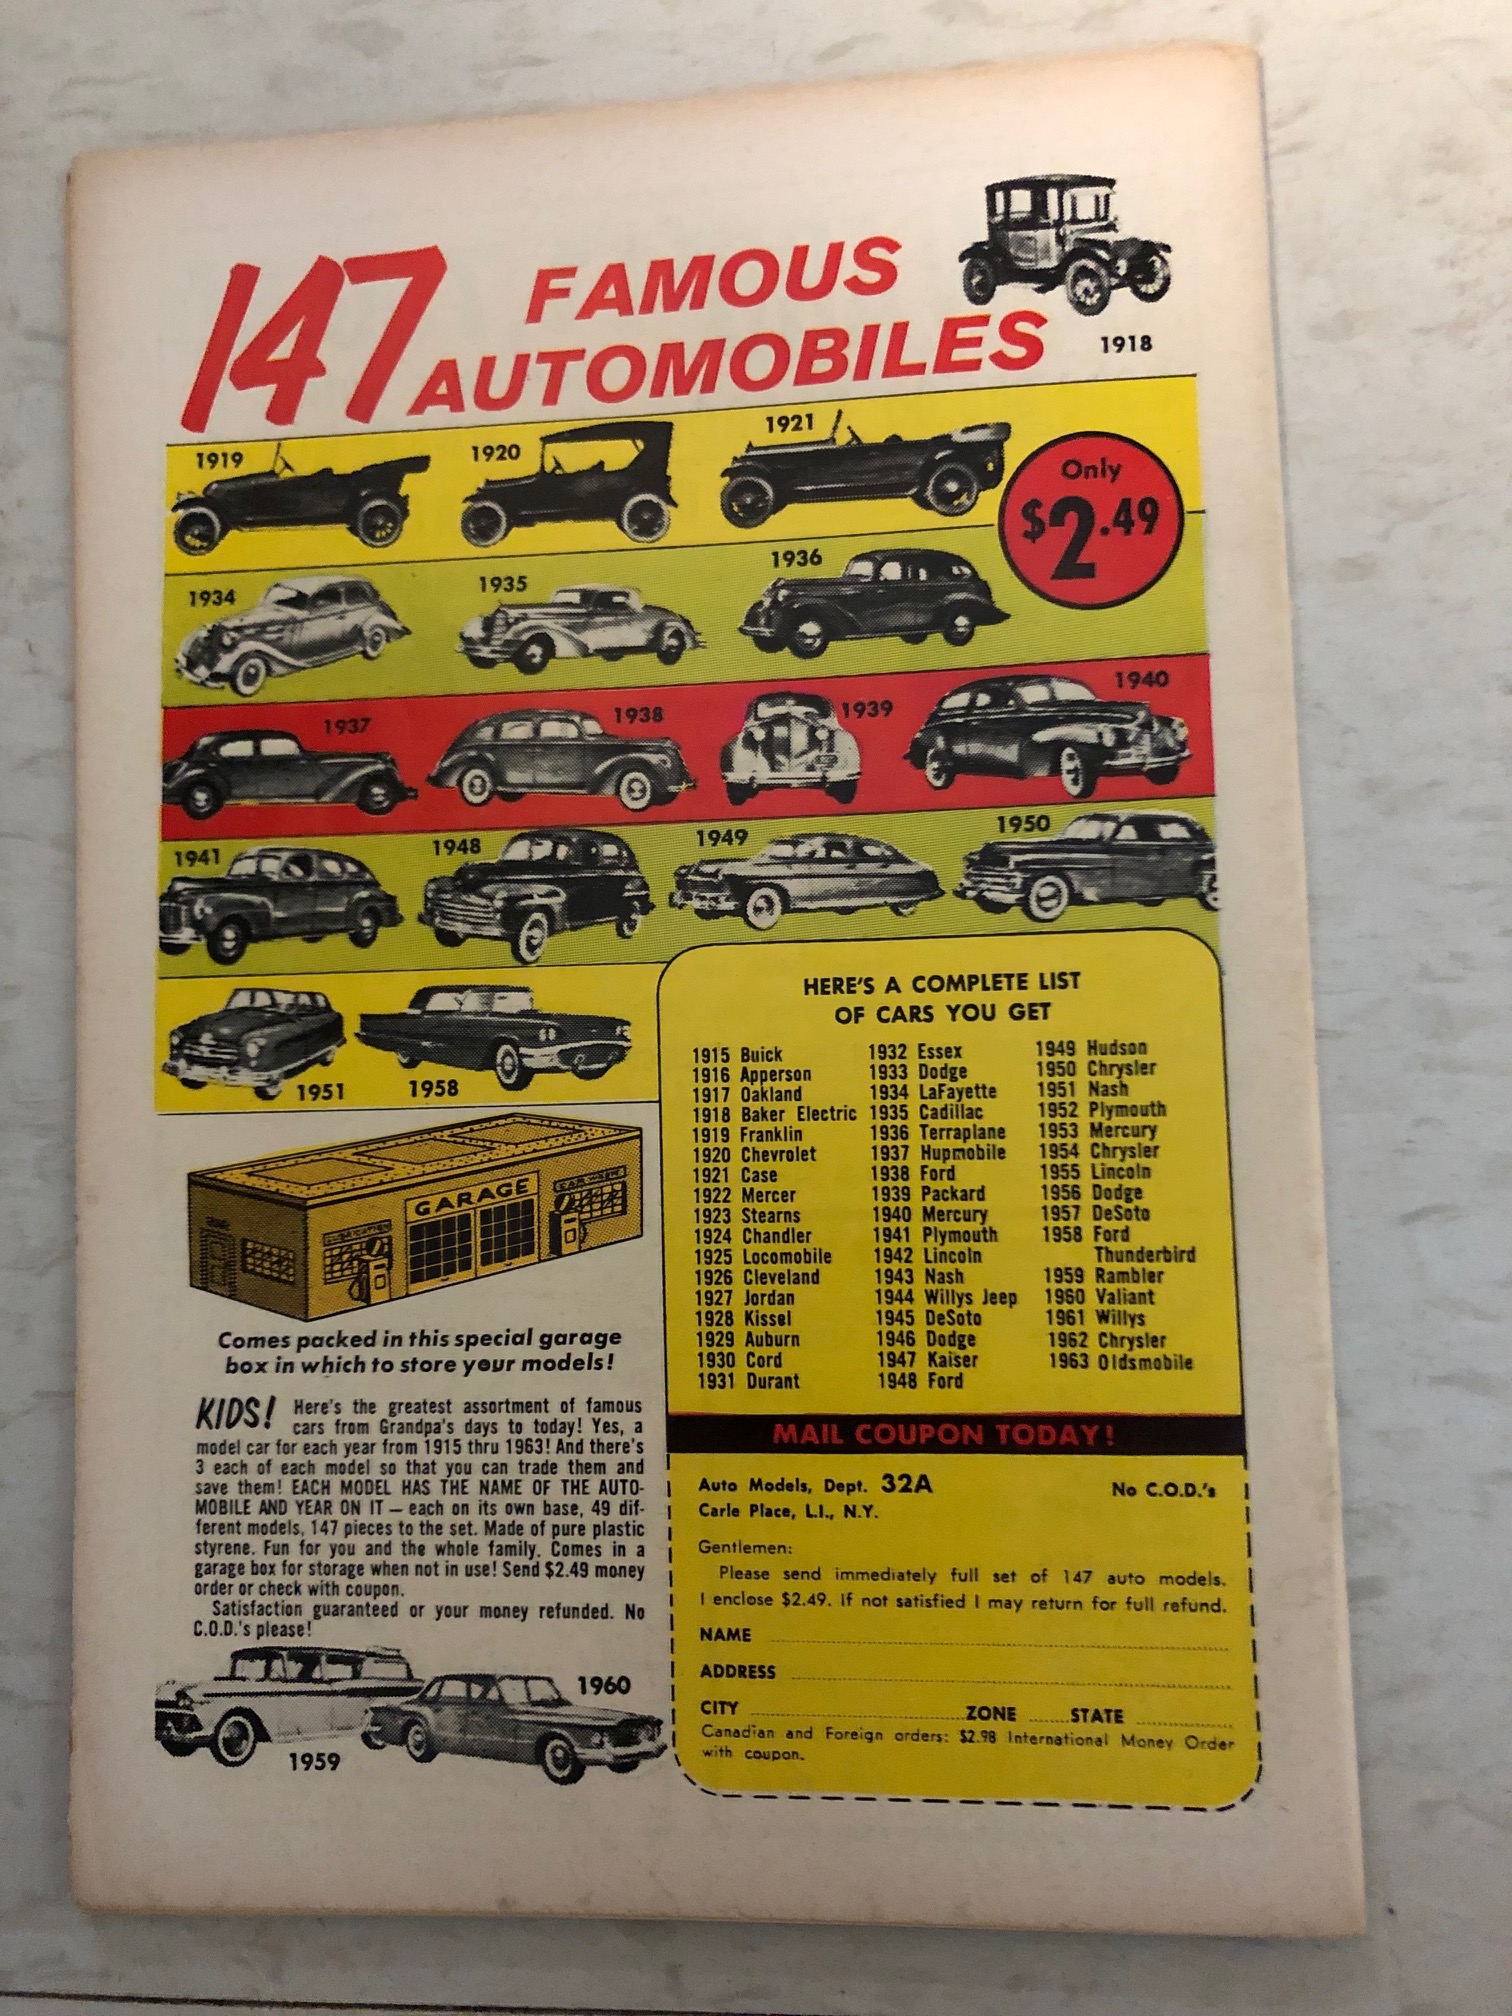 147 FAMOUS
AUTOMOBILES
1918
1919
1920
1921
Only
$2.49
1934
1935
1936
1937
1938
1939
1940
1941
1948
1949
1950
1951
1958
GARAGE
LUBRICATION
CAR WASH
Comes packed in this special garage
box in which to store your models!
KIDS! Here's the greatest assortment of famous
cars from Grandpa's days to today! Yes, a
model car for each year from 1915 thru 1963! And there's
3 each of each model so that you can trade them and
save them! EACH MODEL HAS THE NAME OF THE AUTO-
MOBILE AND YEAR ON IT — each on its own base, 49 dif-
ferent models, 147 pieces to the set. Made of pure plastic
styrene. Fun for you and the whole family. Comes in a
garage box for storage when not in use! Send $2.49 money
order or check with coupon.
Satisfaction guaranteed or your money refunded. No
C.O.D.'s please!
1959
1960
HERE'S A COMPLETE LIST
OF CARS YOU GET
1915 Buick
1916 Apperson
1917 Oakland
1918 Baker Electric
1919 Franklin
1920 Chevrolet
1921 Case
1922 Mercer
1923 Stearns
1924 Chandler
1925 Locomobile
1926 Cleveland
1927 Jordan
1928 Kissel
1929 Auburn
1930 Cord
1931 Durant
1932 Essex
1933 Dodge
1934 LaFayette
1935 Cadillac
1936 Terraplane
1937 Hupmobile
1938 Ford
1939 Packard
1940 Mercury
1941 Plymouth
1942 Lincoln
1943 Nash
1944 Willys Jeep
1945 DeSoto
1946 Dodge
1947 Kaiser
1948 Ford
1949 Hudson
1950 Chrysler
1951 Nash
1952 Plymouth
1953 Mercury
1954 Chrysler
1955 Lincoln
1956 Dodge
1957 DeSoto
1958 Ford
Thunderbird
1959 Rambler
1960 Valiant
1961 Willys
1962 Chrysler
1963 Oldsmobile
MAIL COUPON TODAY!
Auto Models, Dept. 32A No C.O.D.'s
Carle Place, L.I., N.Y.
Gentlemen:
Please send immediately full set of 147 auto models.
I enclose $2.49. If not satisfied I may return for full refund.
NAME
ADDRESS
CITY ZONE STATE
Canadian and Foreign orders: $2.98 International Money Order
with coupon.